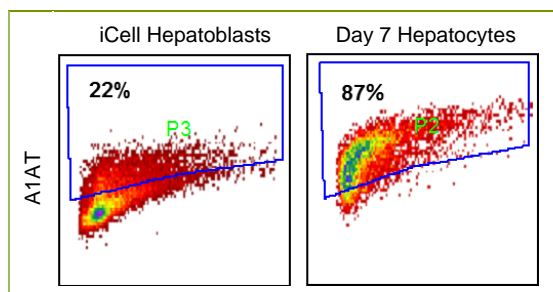 iCell Hepatoblasts
Day 7 Hepatocytes
22%
P3
87%
P2
A1AT